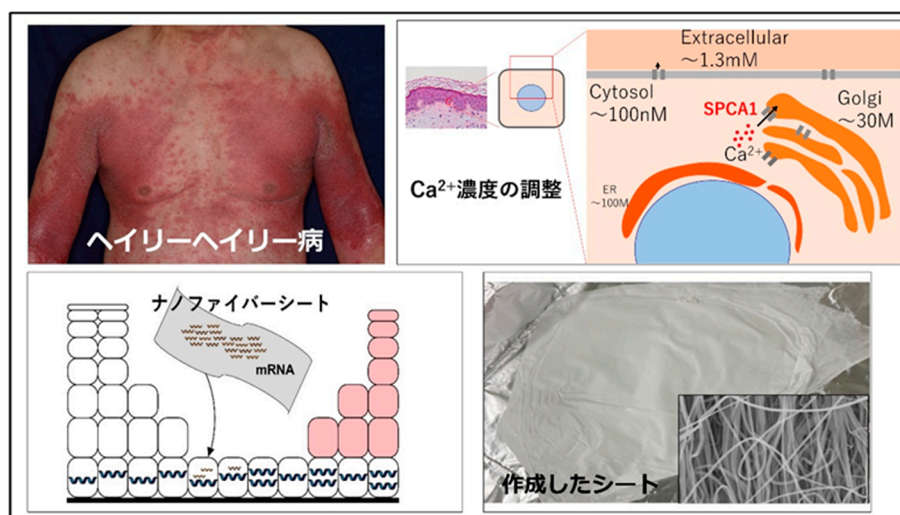 ヘイリーヘイリー病
Extracellular
~1.3mM
Cytosol
~100nM
SPCA1
Golgi
~30M
Ca²⁺
ER
~100M
Ca²⁺濃度の調整
ナノファイバーシート
mRNA
作成したシート